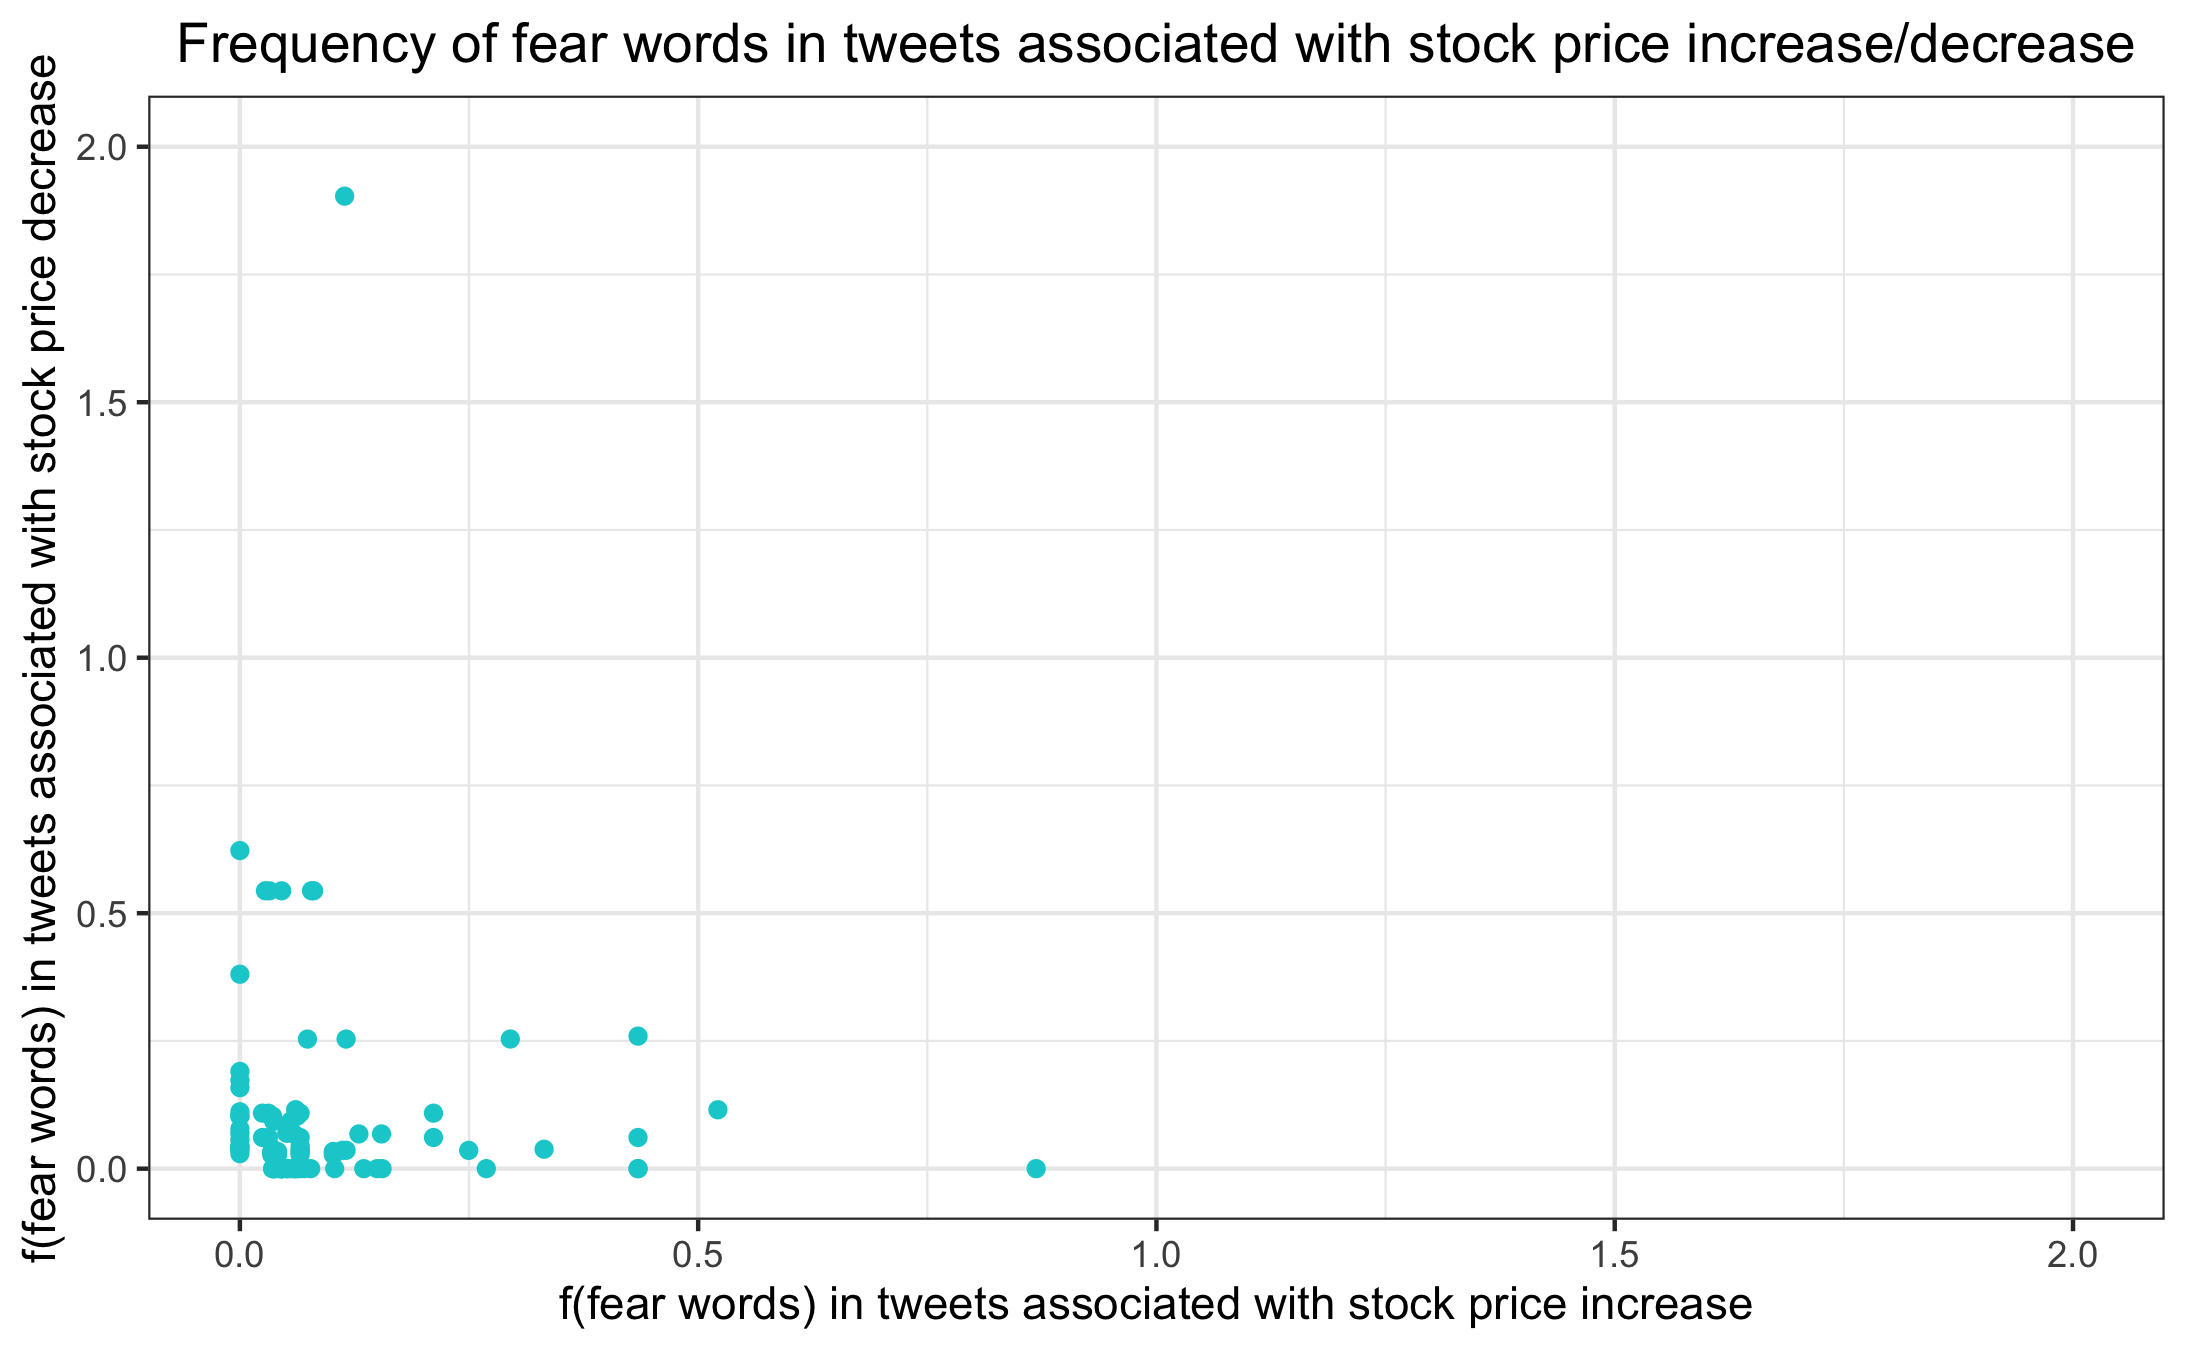 Frequency of fear words in tweets associated with stock price increase/decrease
f(fear words) in tweets associated with stock price decrease
2.0
1.5
1.0
0.5
0.0
0.0 0.5 1.0 1.5 2.0
f(fear words) in tweets associated with stock price increase